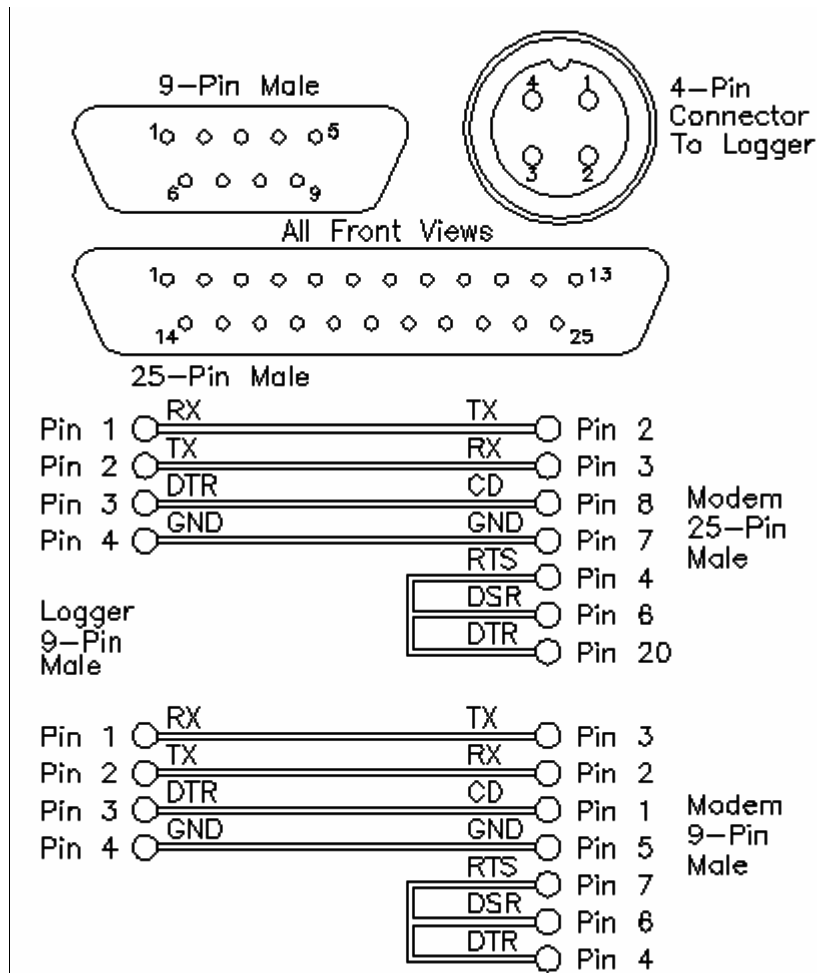 9-Pin Male
4-Pin
Connector
To Logger
4 1
3 2
1 5
6 9
All Front Views
1 13
14 25
25-Pin Male
Pin 1 RX TX Pin 2
Pin 2 TX RX Pin 3
Pin 3 DTR CD Pin 8
Pin 4 GND GND Pin 7
RTS Pin 4
DSR Pin 6
DTR Pin 20
Modem
25-Pin
Male
Logger
9-Pin
Male
Pin 1 RX TX Pin 3
Pin 2 TX RX Pin 2
Pin 3 DTR CD Pin 1
Pin 4 GND GND Pin 5
RTS Pin 7
DSR Pin 6
DTR Pin 4
Modem
9-Pin
Male